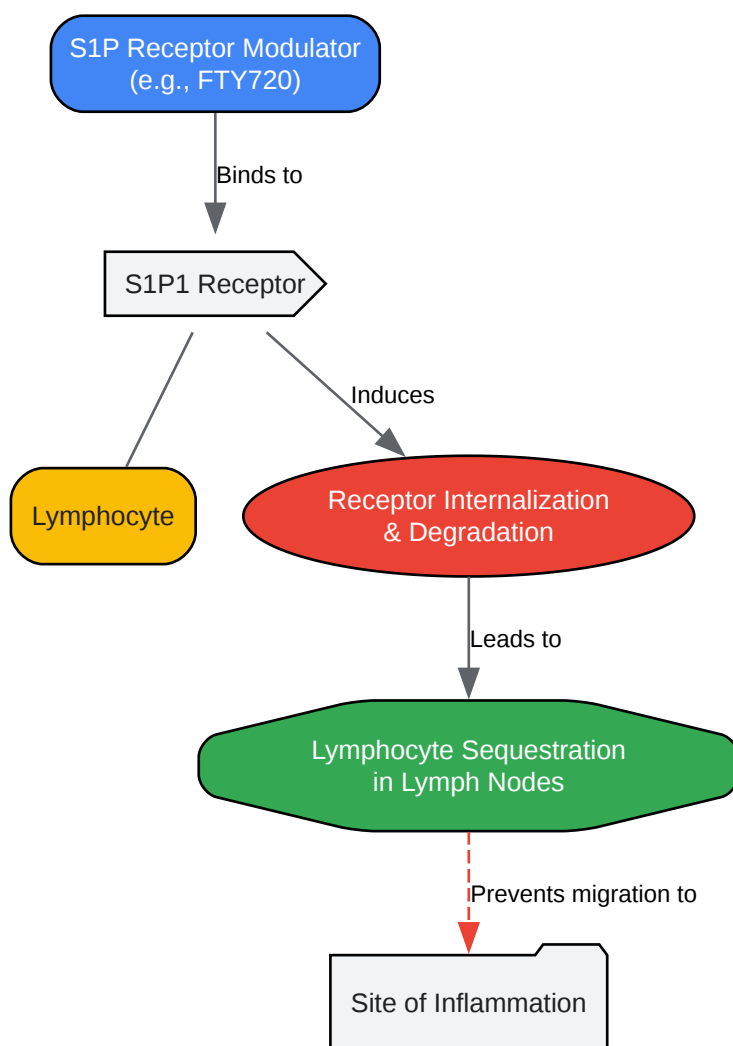 S1P Receptor Modulator
(e.g., FTY720)
Binds to
S1P1 Receptor
Induces
Lymphocyte
Receptor Internalization
& Degradation
Leads to
Lymphocyte Sequestration
in Lymph Nodes
Prevents migration to
Site of Inflammation